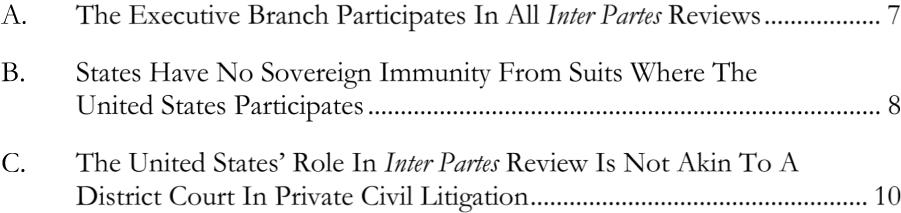 A. The Executive Branch Participates In All Inter Partes Reviews.................. 7
B. States Have No Sovereign Immunity From Suits Where The
United States Participates............................................................................. 8
C. The United States’ Role In Inter Partes Review Is Not Akin To A
District Court In Private Civil Litigation................................................... 10